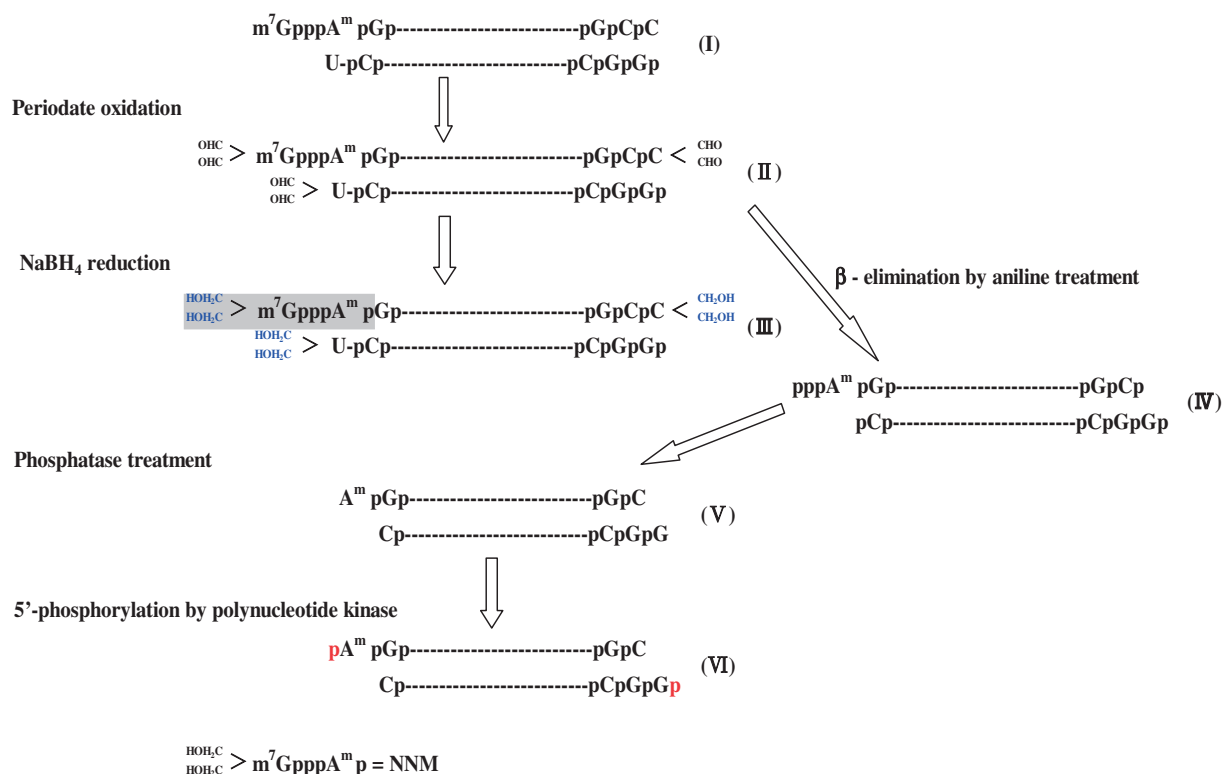 m⁷GpppAᵐ pGp------------------------------pGpCpC
(I)
U-pCp------------------------------pCpGpGp
Periodate oxidation
OHC
OHC > m⁷GpppAᵐ pGp------------------------------pGpCpC < CHO
CHO
(II)
OHC
OHC > U-pCp------------------------------pCpGpGp
NaBH₄ reduction
β - elimination by aniline treatment
HOH₂C
HOH₂C > m⁷GpppAᵐ pGp------------------------------pGpCpC < CH₂OH
CH₂OH
(III)
HOH₂C
HOH₂C > U-pCp------------------------------pCpGpGp
pppAᵐ pGp------------------------------pGpCp
(IV)
pCp------------------------------pCpGpGp
Phosphatase treatment
Aᵐ pGp------------------------------pGpC
(V)
Cp------------------------------pCpGpG
5’-phosphorylation by polynucleotide kinase
pAᵐ pGp------------------------------pGpC
(VI)
Cp------------------------------pCpGpGp
HOH₂C
HOH₂C > m⁷GpppAᵐp = NNM